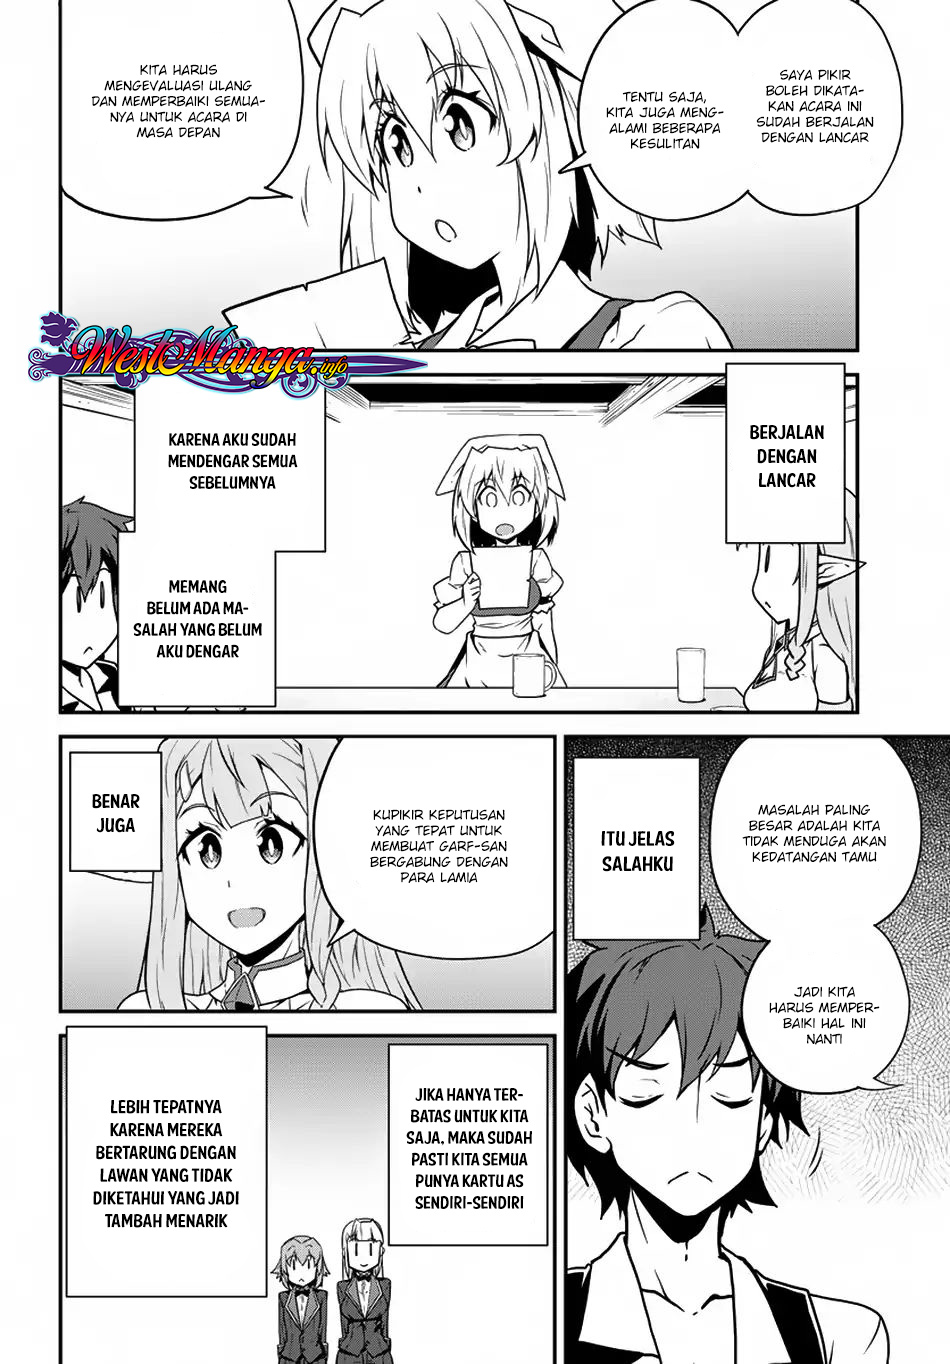 SAYA PIKIR
BOLEH DIKATA-
KAN ACARA INI
SUDAH BERJALAN
DENGAN LANCAR
TENTU SAJA,
KITA JUGA MENG-
ALAMI BEBERAPA
KESULITAN
KITA HARUS
MENGEVALUASI ULANG
DAN MEMPERBAIKI SEMUA-
NYA UNTUK ACARA DI
MASA DEPAN
WestManga.info
BERJALAN
DENGAN
LANCAR
KARENA AKU SUDAH
MENDENGAR SEMUA
SEBELUMNYA
MEMANG
BELUM ADA MA-
SALAH YANG BELUM
AKU DENGAR
MASALAH PALING
BESAR ADALAH KITA
TIDAK MENDUGA AKAN
KEDATANGAN TAMU
ITU JELAS
SALAHKU
JADI KITA
HARUS MEMPER-
BAIKI HAL INI
NANTI
KUPIKIR KEPUTUSAN
YANG TEPAT UNTUK
MEMBUAT GARF-SAN
BERGABUNG DENGAN
PARA LAMIA
BENAR
JUGA
JIKA HANYA TER-
BATAS UNTUK KITA
SAJA, MAKA SUDAH
PASTI KITA SEMUA
PUNYA KARTU AS
SENDIRI-SENDIRI
LEBIH TEPATNYA
KARENA MEREKA
BERTARUNG DENGAN
LAWAN YANG TIDAK
DIKETAHUI YANG JADI
TAMBAH MENARIK